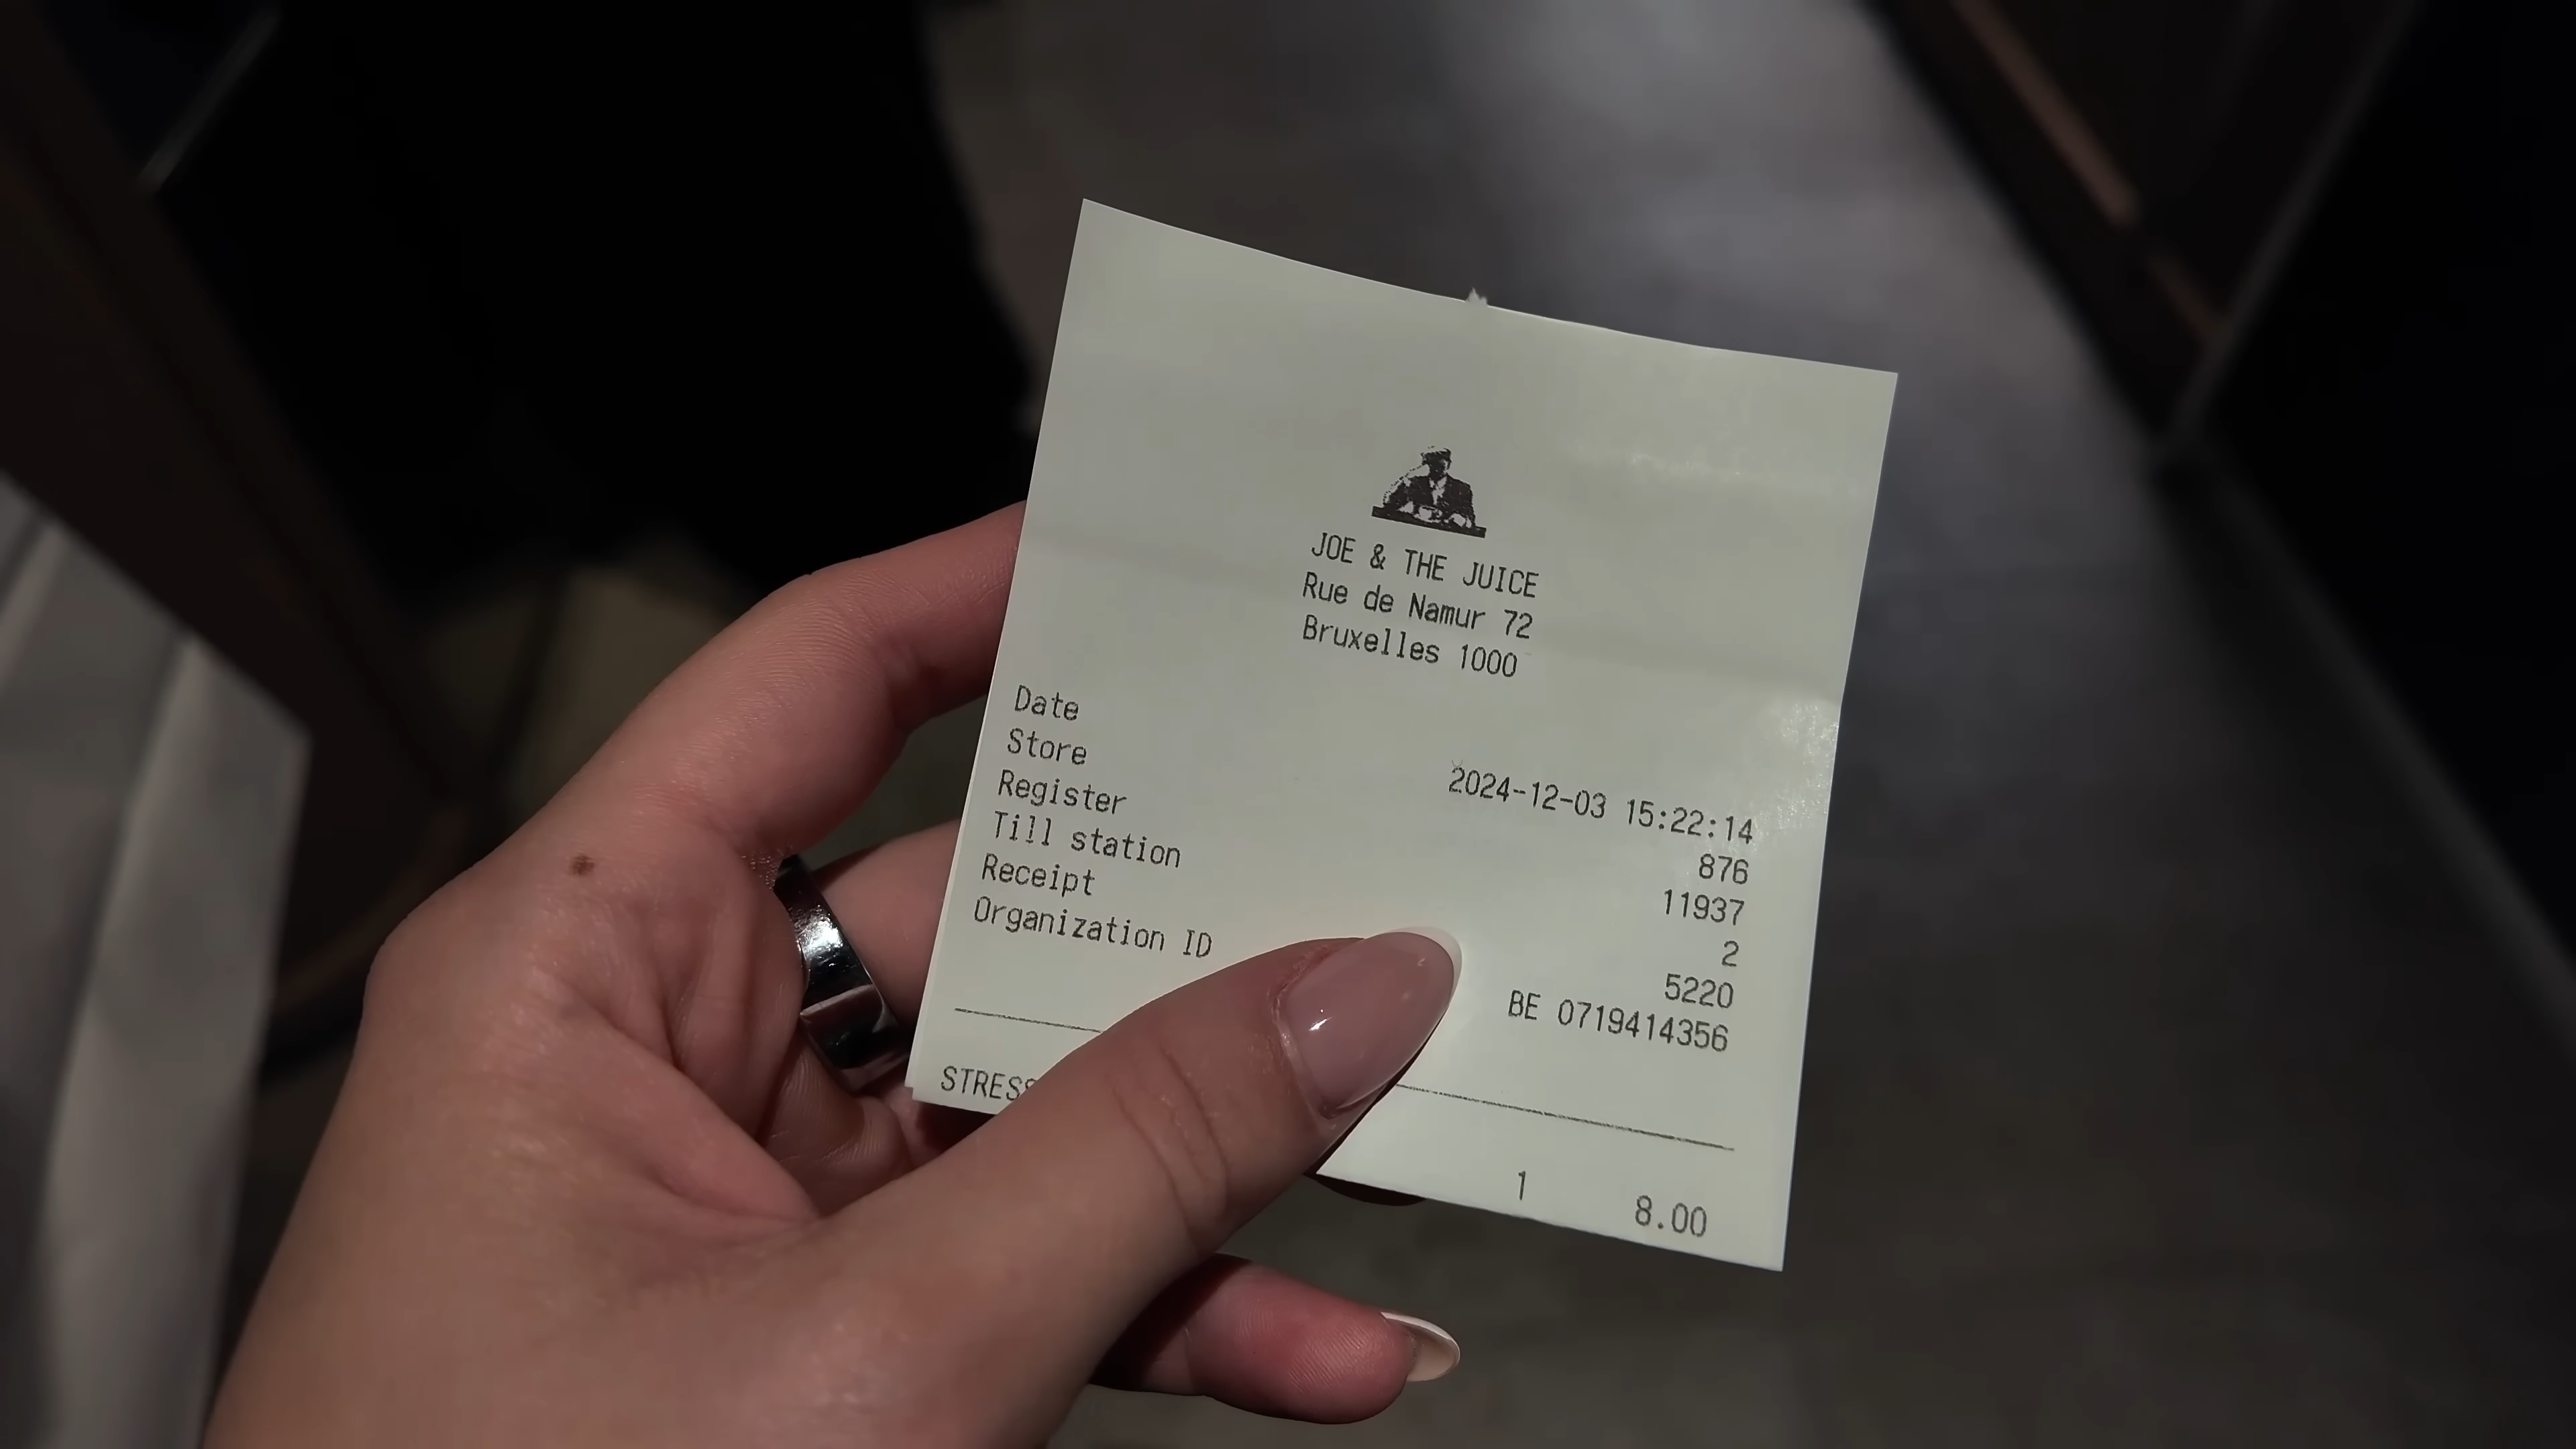 JOE & THE JUICE
Rue de Namur 72
Bruxelles 1000
Date 2024-12-03 15:22:14
Store 876
Register 11937
Till station 2
Receipt 5220
Organization ID BE 0719414356
1 8.00